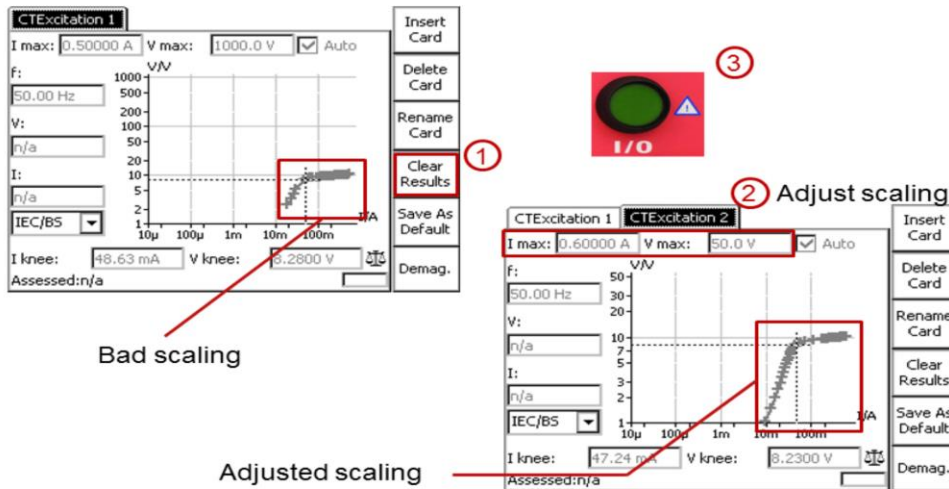 CTExcitation 1
I max: 0.50000 A V max: 1000.0 V Auto
f:
50.00 Hz
V:
n/a
I:
n/a
IEC/BS
V/V
1000
500
200
100
50
20
10
5
2
1
10µ 100µ 1m 10m 100m
I/A
I knee: 48.63 mA V knee: 8.2800 V
Assessed:n/a
Insert
Card
Delete
Card
Rename
Card
Clear
Results
Save As
Default
Demag.
1
Bad scaling
3
I/O
2 Adjust scaling
CTExcitation 1 CTExcitation 2
I max: 0.60000 A V max: 50.0 V Auto
f:
50.00 Hz
V:
n/a
I:
n/a
IEC/BS
V/V
50
30
20
10
7
5
3
2
1
10µ 100µ 1m 10m 100m
I/A
I knee: 47.24 mA V knee: 8.2300 V
Assessed:n/a
Insert
Card
Delete
Card
Rename
Card
Clear
Results
Save As
Default
Demag.
Adjusted scaling